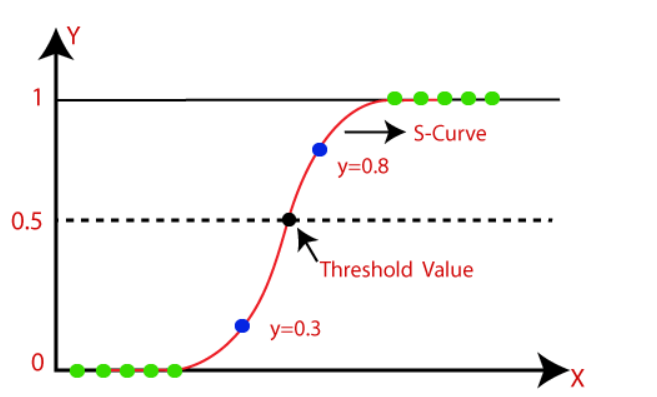 Y
1
S-Curve
y=0.8
0.5
Threshold Value
y=0.3
0
X